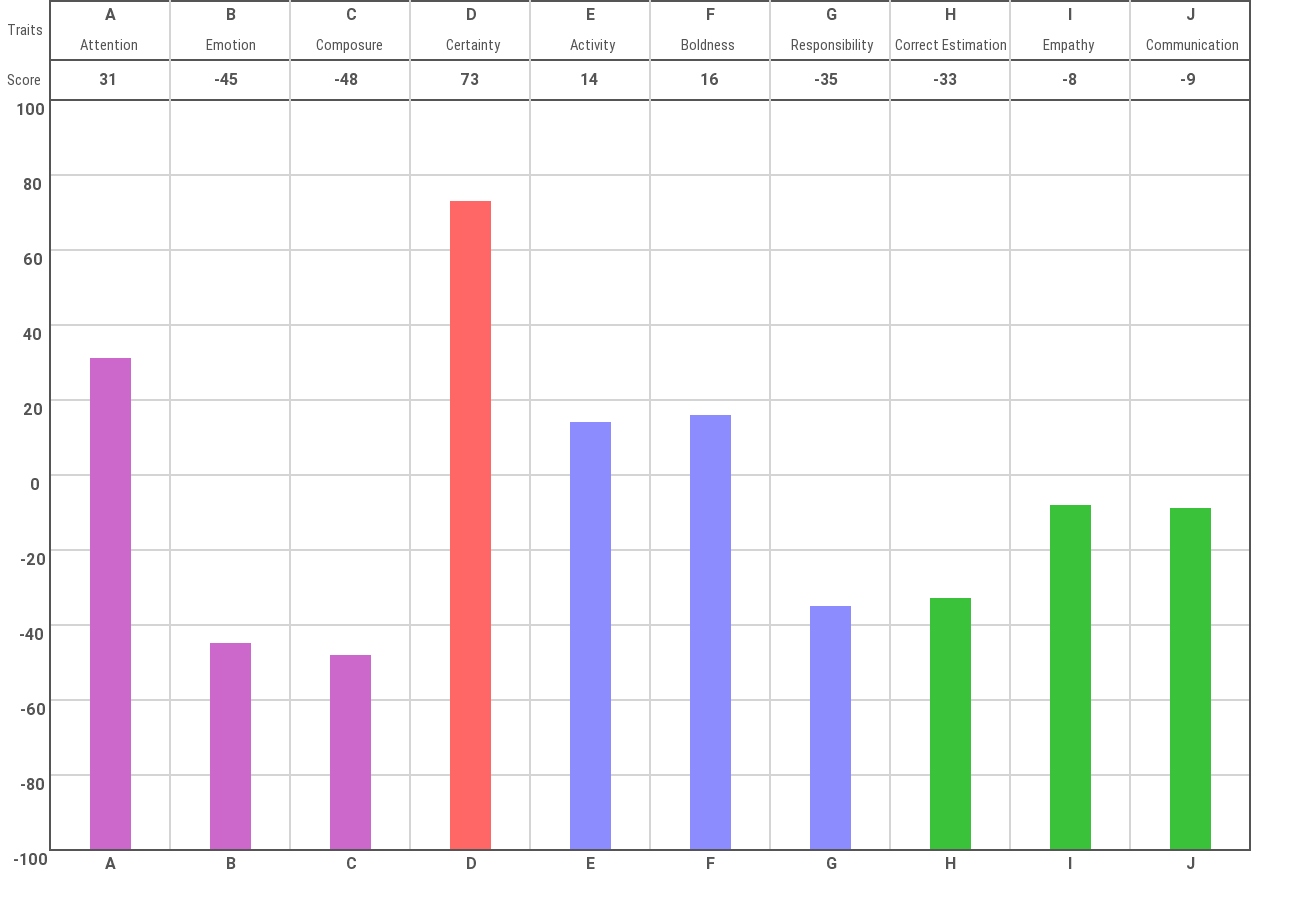 Traits A B C D E F G H I J
Attention Emotion Composure Certainty Activity Boldness Responsibility Correct Estimation Empathy Communication
Score 31 -45 -48 73 14 16 -35 -33 -8 -9
100
80
60
40
20
0
-20
-40
-60
-80
-100
A B C D E F G H I J